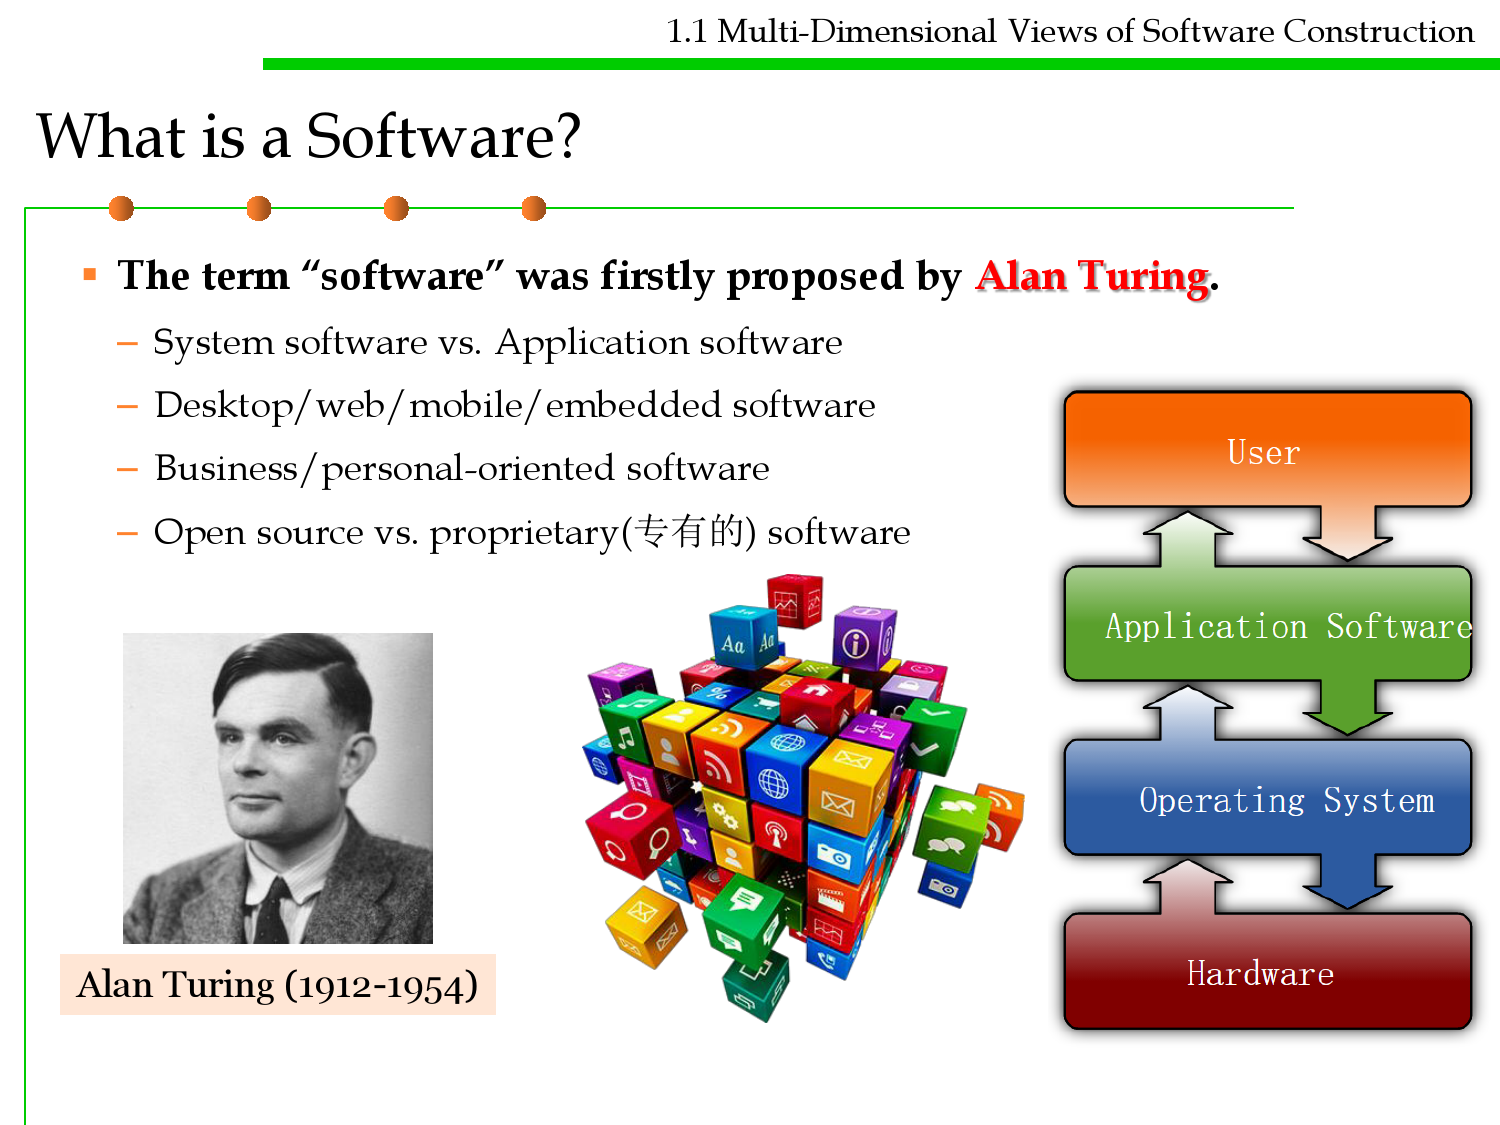 1.1 Multi-Dimensional Views of Software Construction
What is a Software?
▪ The term “software” was firstly proposed by Alan Turing.
– System software vs. Application software
– Desktop/web/mobile/embedded software
– Business/personal-oriented software
– Open source vs. proprietary(专有的) software
Alan Turing (1912-1954)
Aa Aa
%
User
Application Software
Operating System
Hardware